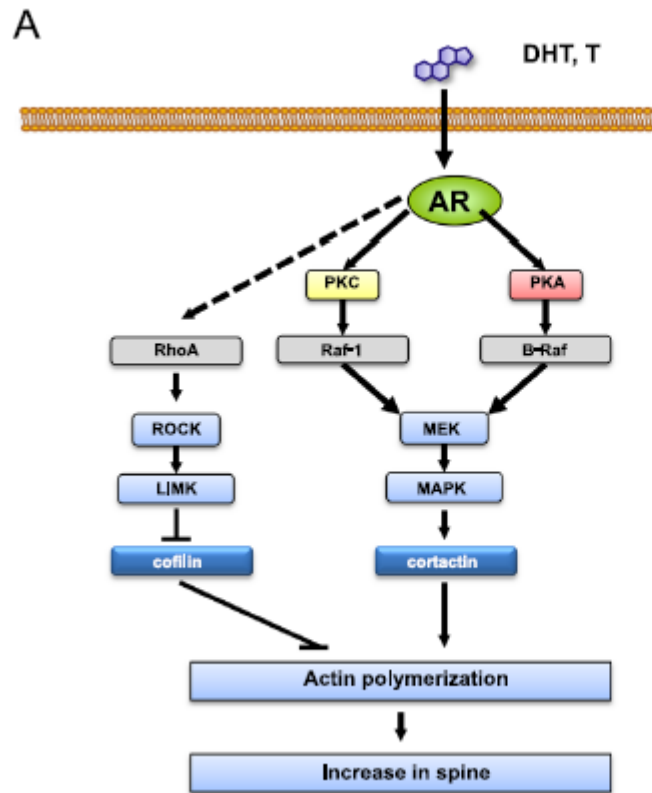 A
DHT, T
AR
PKC
PKA
RhoA
Raf-1
B-Raf
ROCK
MEK
LIMK
MAPK
cofilin
cortactin
Actin polymerization
Increase in spine